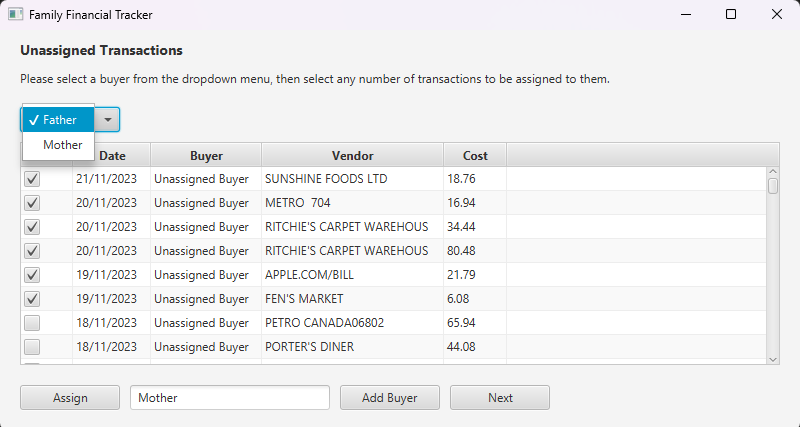 Family Financial Tracker
Unassigned Transactions
Please select a buyer from the dropdown menu, then select any number of transactions to be assigned to them.
Father
Mother
Date Buyer Vendor Cost
21/11/2023 Unassigned Buyer SUNSHINE FOODS LTD 18.76
20/11/2023 Unassigned Buyer METRO 704 16.94
20/11/2023 Unassigned Buyer RITCHIE'S CARPET WAREHOUS 34.44
20/11/2023 Unassigned Buyer RITCHIE'S CARPET WAREHOUS 80.48
19/11/2023 Unassigned Buyer APPLE.COM/BILL 21.79
19/11/2023 Unassigned Buyer FEN'S MARKET 6.08
18/11/2023 Unassigned Buyer PETRO CANADA06802 65.94
18/11/2023 Unassigned Buyer PORTER'S DINER 44.08
Assign Mother Add Buyer Next